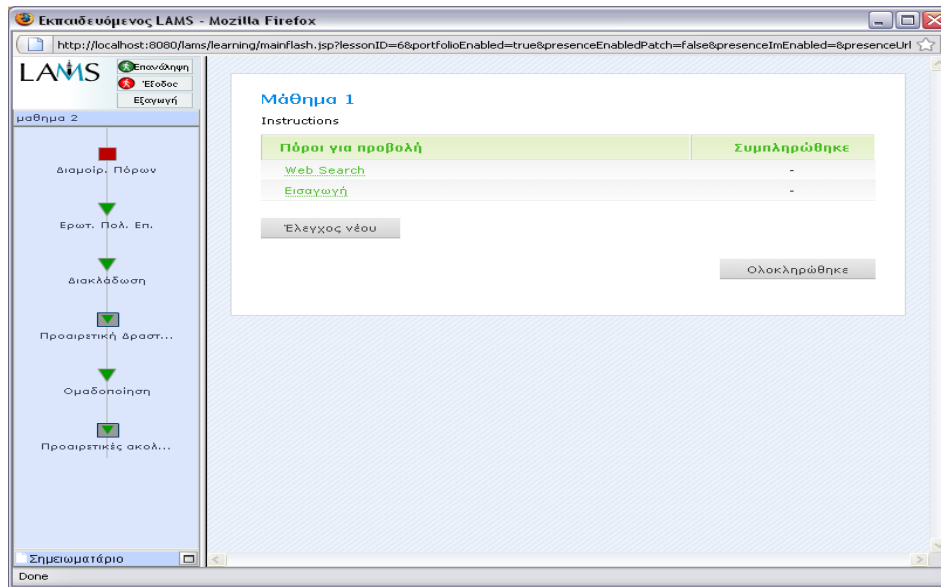 Εκπαιδευόμενος LAMS - Mozilla Firefox
http://localhost:8080/lams/learning/mainflash.jsp?lessonID=6&portfolioEnabled=true&presenceEnabledPatch=false&presenceImEnabled=&presenceUrl
LAMS
Επανάληψη
Έξοδος
Εξαγωγή
μαθημα 2
Διαμοίρ. Πόρων
Ερωτ. Πολ. Επ.
Διακλάδωση
Προαιρετική Δραστ...
Ομαδοποίηση
Προαιρετικές ακολ...
Σημειωματάριο
Μάθημα 1
Instructions
Πόροι για προβολή Συμπληρώθηκε
Web Search -
Εισαγωγή -
Έλεγχος νέου
Ολοκληρώθηκε
Done